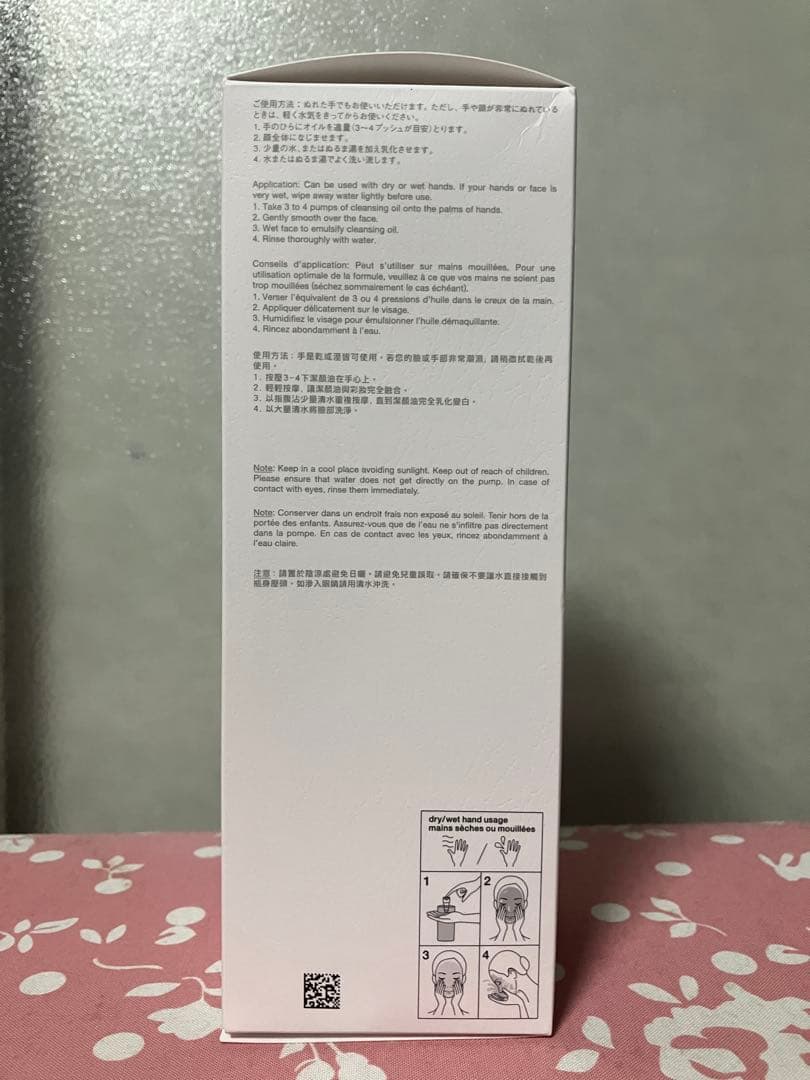 ご使用方法：ぬれた手でもお使いいただけます。ただし、手や顔が非常にぬれている
ときは、軽く水気をきってからお使いください。
1. 手のひらにオイルを適量（3〜4プッシュが目安）とります。
2. 顔全体になじませます。
3. 少量の水、またはぬるま湯を加え乳化させます。
4. 水またはぬるま湯でよく洗い流します。
Application: Can be used with dry or wet hands. If your hands or face is
very wet, wipe away water lightly before use.
1. Take 3 to 4 pumps of cleansing oil onto the palms of hands.
2. Gently smooth over the face.
3. Wet face to emulsify cleansing oil.
4. Rinse thoroughly with water.
Conseils d'application: Peut s'utiliser sur mains mouillées. Pour une
utilisation optimale de la formule, veuillez à ce que vos mains ne soient pas
trop mouillées (séchez sommairement le cas échéant).
1. Verser l'équivalent de 3 ou 4 pressions d'huile dans le creux de la main.
2. Appliquer délicatement sur le visage.
3. Humidifiez le visage pour émulsionner l'huile démaquillante.
4. Rincez abondamment à l'eau.
使用方法：手是乾或溼皆可使用。若您的臉或手部非常潮濕，請稍微拭乾後再
使用。
1. 按壓3-4下潔顏油在手心上。
2. 輕輕按摩，讓潔顏油與彩妝完全融合。
3. 以指腹沾少量清水重複按摩，直到潔顏油完全乳化變白。
4. 以大量清水將臉部洗淨。
Note: Keep in a cool place avoiding sunlight. Keep out of reach of children.
Please ensure that water does not get directly on the pump. In case of
contact with eyes, rinse them immediately.
Note: Conserver dans un endroit frais non exposé au soleil. Tenir hors de la
portée des enfants. Assurez-vous que de l'eau ne s'infiltre pas directement
dans la pompe. En cas de contact avec les yeux, rincez abondamment à
l'eau claire.
注意：請置於陰涼處避免日曬。請避免兒童誤取。請確保不要讓水直接接觸到
瓶身壓頭。如滲入眼睛請用清水沖洗。
dry/wet hand usage
mains sèches ou mouillées
1
2
3
4